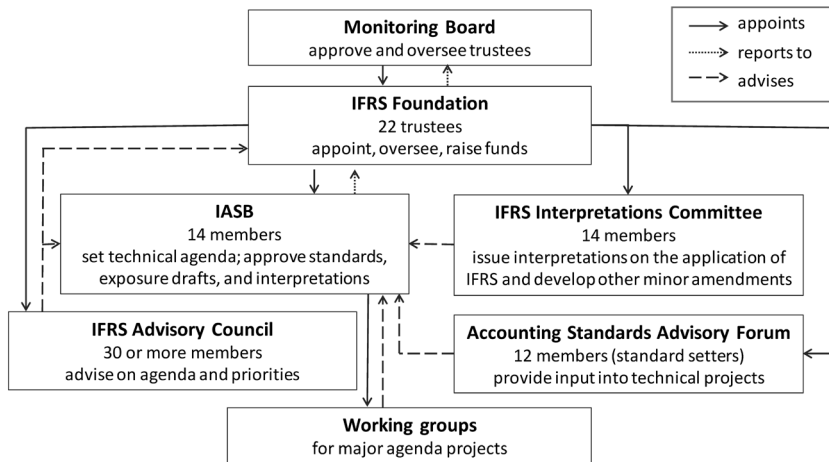 Monitoring Board
approve and oversee trustees
appoints
reports to
advises
IFRS Foundation
22 trustees
appoint, oversee, raise funds
IASB
14 members
set technical agenda; approve standards,
exposure drafts, and interpretations
IFRS Interpretations Committee
14 members
issue interpretations on the application of
IFRS and develop other minor amendments
IFRS Advisory Council
30 or more members
advise on agenda and priorities
Accounting Standards Advisory Forum
12 members (standard setters)
provide input into technical projects
Working groups
for major agenda projects